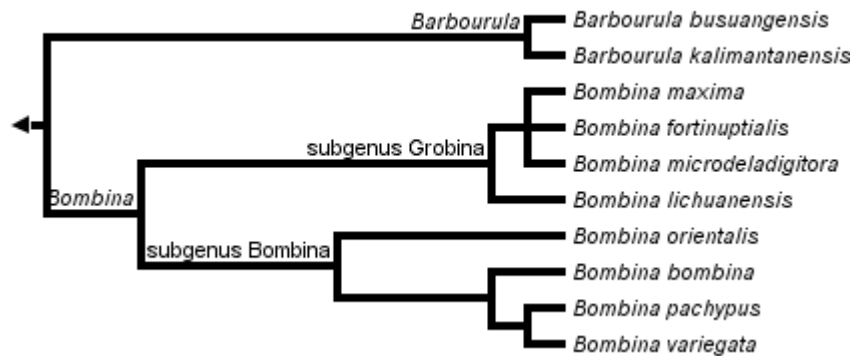 Barbourula
Barbourula busuangensis
Barbourula kalimantanensis
Bombina maxima
Bombina fortinuptialis
subgenus Grobina
Bombina microdeladigitora
Bombina
Bombina lichuanensis
Bombina orientalis
subgenus Bombina
Bombina bombina
Bombina pachypus
Bombina variegata